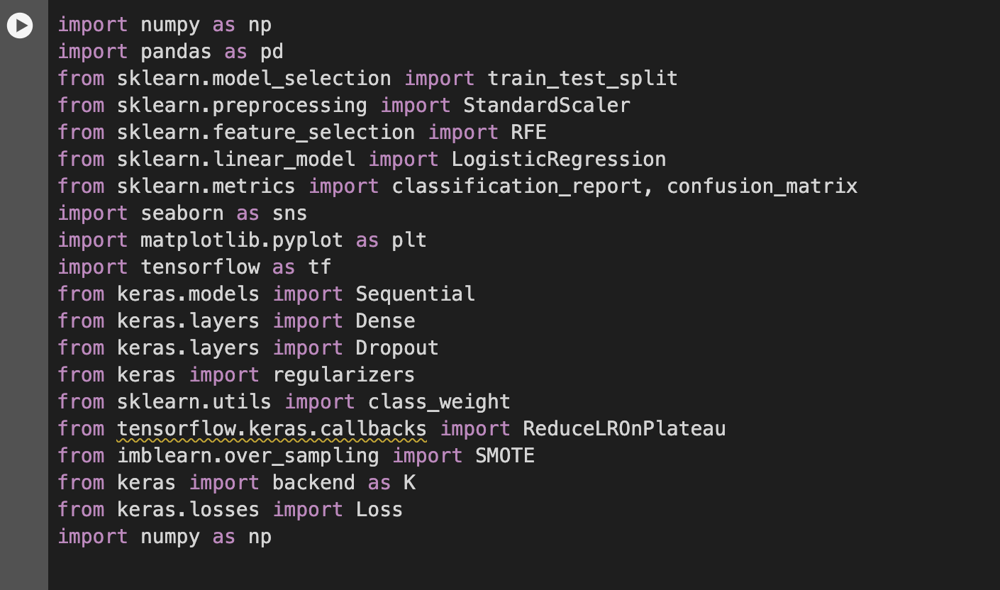 import numpy as np
import pandas as pd
from sklearn.model_selection import train_test_split
from sklearn.preprocessing import StandardScaler
from sklearn.feature_selection import RFE
from sklearn.linear_model import LogisticRegression
from sklearn.metrics import classification_report, confusion_matrix
import seaborn as sns
import matplotlib.pyplot as plt
import tensorflow as tf
from keras.models import Sequential
from keras.layers import Dense
from keras.layers import Dropout
from keras import regularizers
from sklearn.utils import class_weight
from tensorflow.keras.callbacks import ReduceLROnPlateau
from imblearn.over_sampling import SMOTE
from keras import backend as K
from keras.losses import Loss
import numpy as np